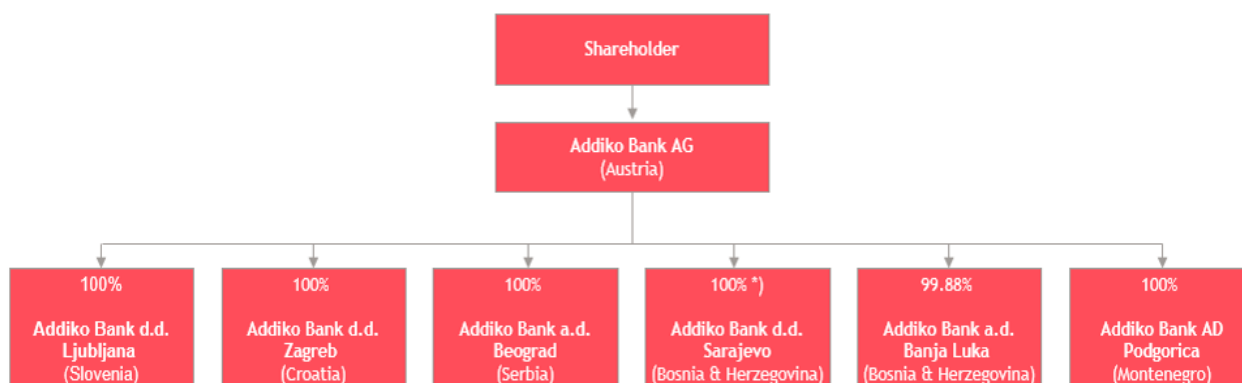 Shareholder
Addiko Bank AG
(Austria)
100%
Addiko Bank d.d.
Ljubljana
(Slovenia)
100%
Addiko Bank d.d.
Zagreb
(Croatia)
100%
Addiko Bank a.d.
Beograd
(Serbia)
100% *)
Addiko Bank d.d.
Sarajevo
(Bosnia & Herzegovina)
99.88%
Addiko Bank a.d.
Banja Luka
(Bosnia & Herzegovina)
100%
Addiko Bank AD
Podgorica
(Montenegro)